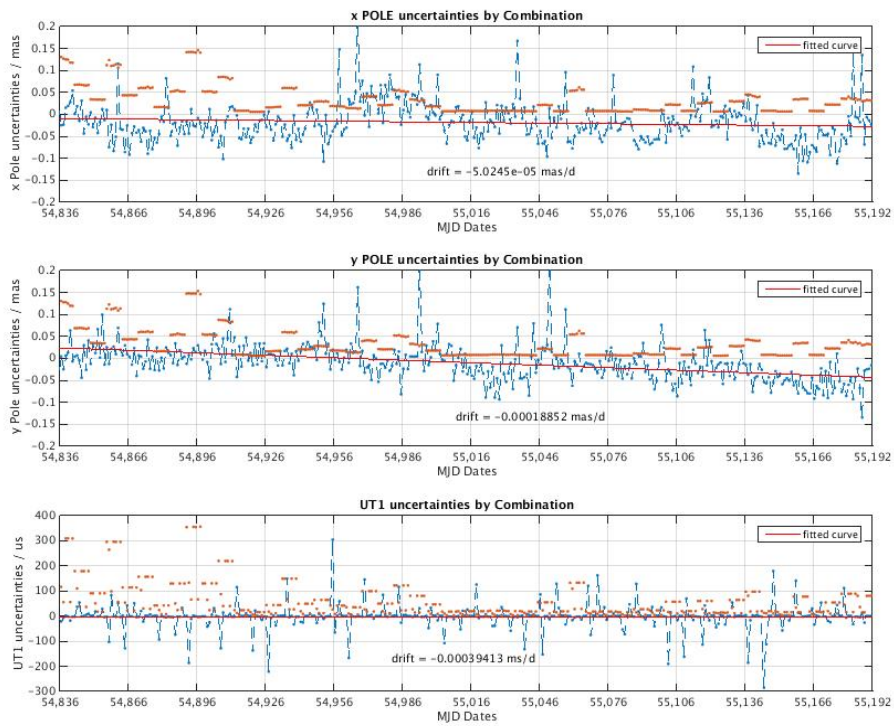 x POLE uncertainties by Combination
0.2
0.15
0.1
0.05
0
-0.05
-0.1
-0.15
-0.2
x Pole uncertainties / mas
fitted curve
drift = -5.0245e-05 mas/d
54,836 54,866 54,896 54,926 54,956 54,986 55,016 55,046 55,076 55,106 55,136 55,166 55,192
MJD Dates
y POLE uncertainties by Combination
0.2
0.15
0.1
0.05
0
-0.05
-0.1
-0.15
-0.2
y Pole uncertainties / mas
fitted curve
drift = -0.00018852 mas/d
54,836 54,866 54,896 54,926 54,956 54,986 55,016 55,046 55,076 55,106 55,136 55,166 55,192
MJD Dates
UT1 uncertainties by Combination
400
300
200
100
0
-100
-200
-300
UT1 uncertainties / us
fitted curve
drift = -0.00039413 ms/d
54,836 54,866 54,896 54,926 54,956 54,986 55,016 55,046 55,076 55,106 55,136 55,166 55,192
MJD Dates